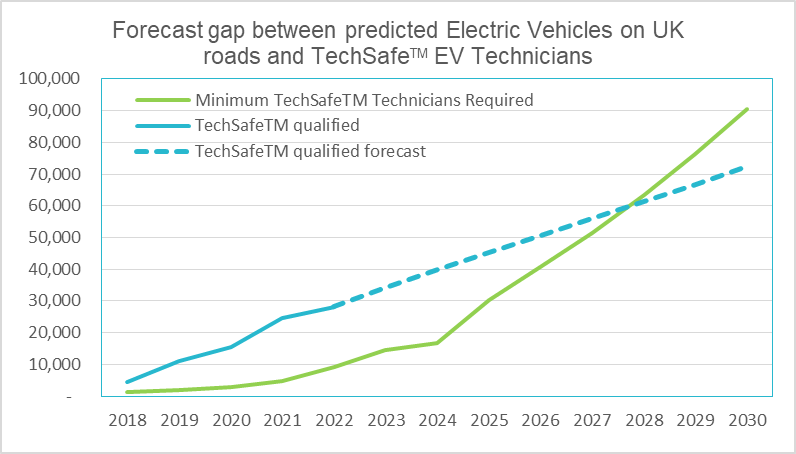 Forecast gap between predicted Electric Vehicles on UK
roads and TechSafe™ EV Technicians
100,000
90,000
80,000
70,000
60,000
50,000
40,000
30,000
20,000
10,000
-
Minimum TechSafeTM Technicians Required
TechSafeTM qualified
TechSafeTM qualified forecast
2018 2019 2020 2021 2022 2023 2024 2025 2026 2027 2028 2029 2030